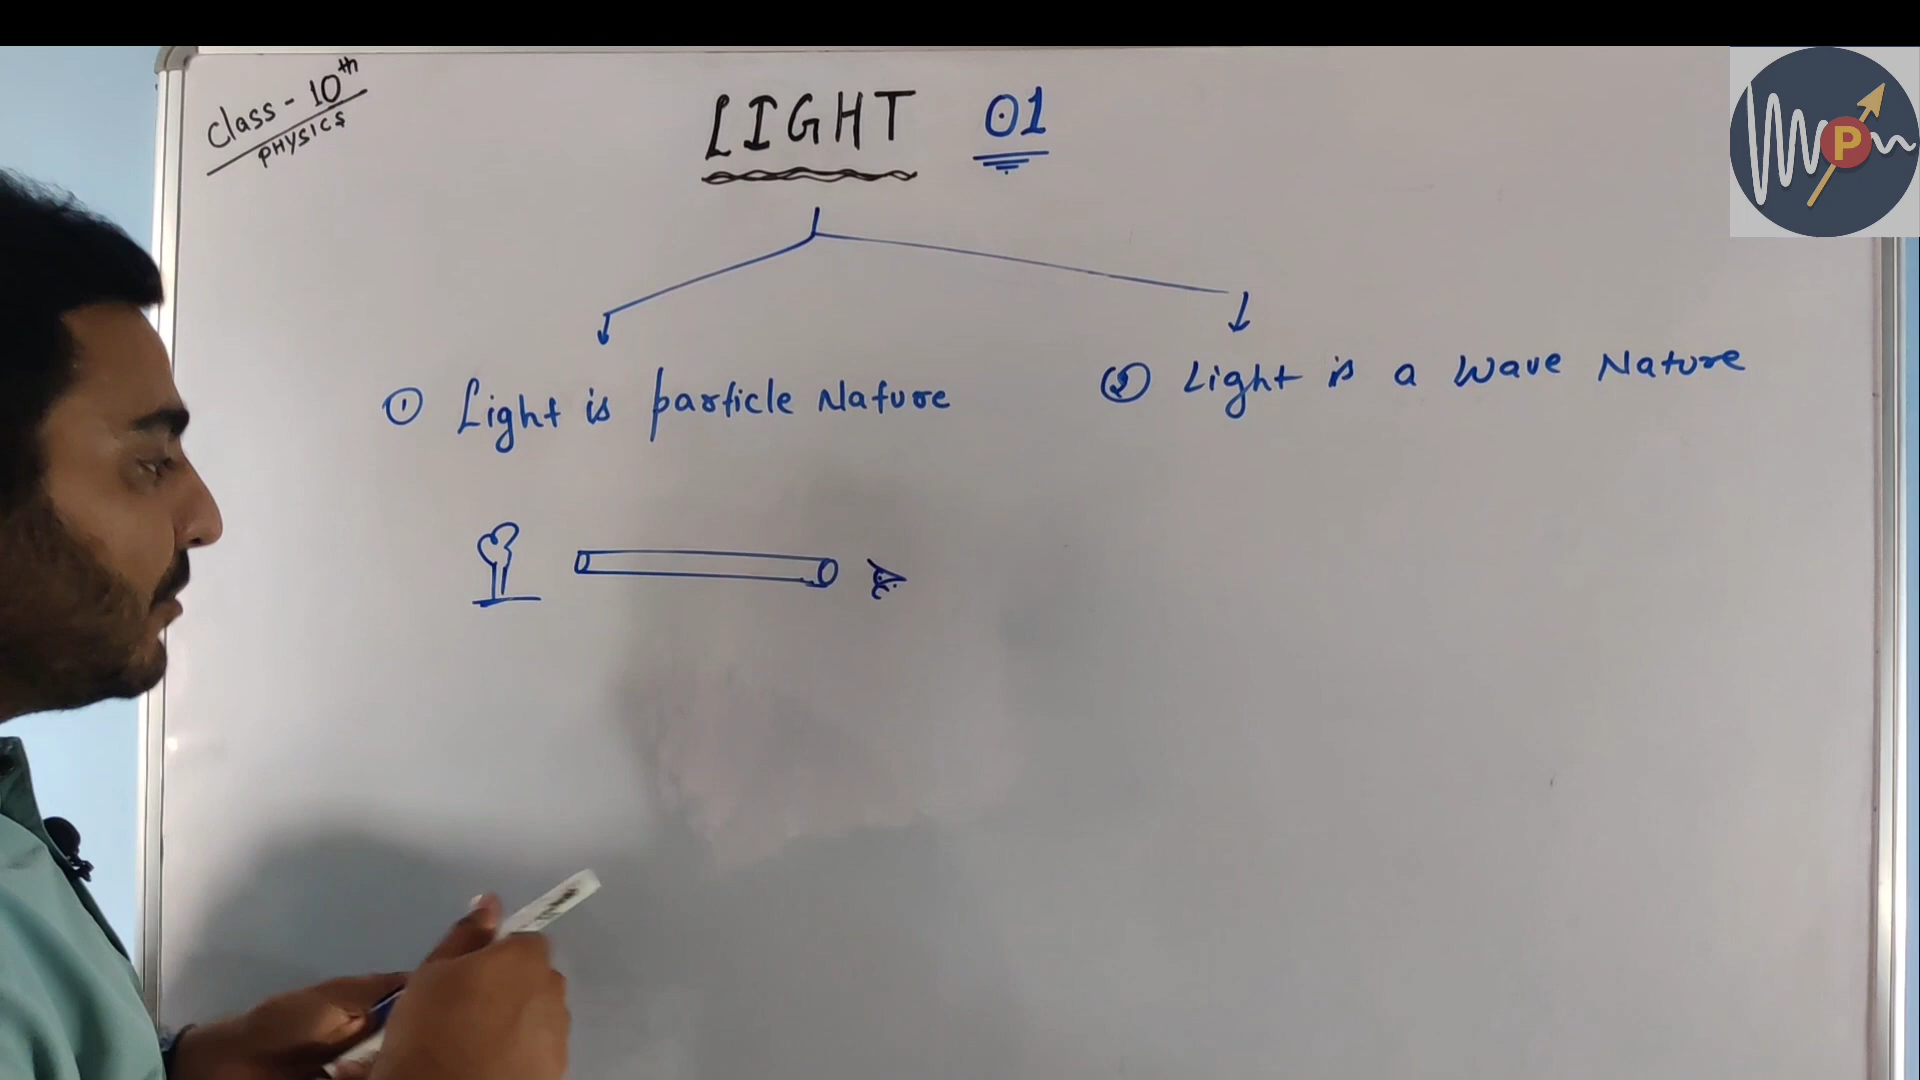 Class - 10th
PHYSICS
LIGHT 01
① Light is particle Nature
② Light is a Wave Nature
P